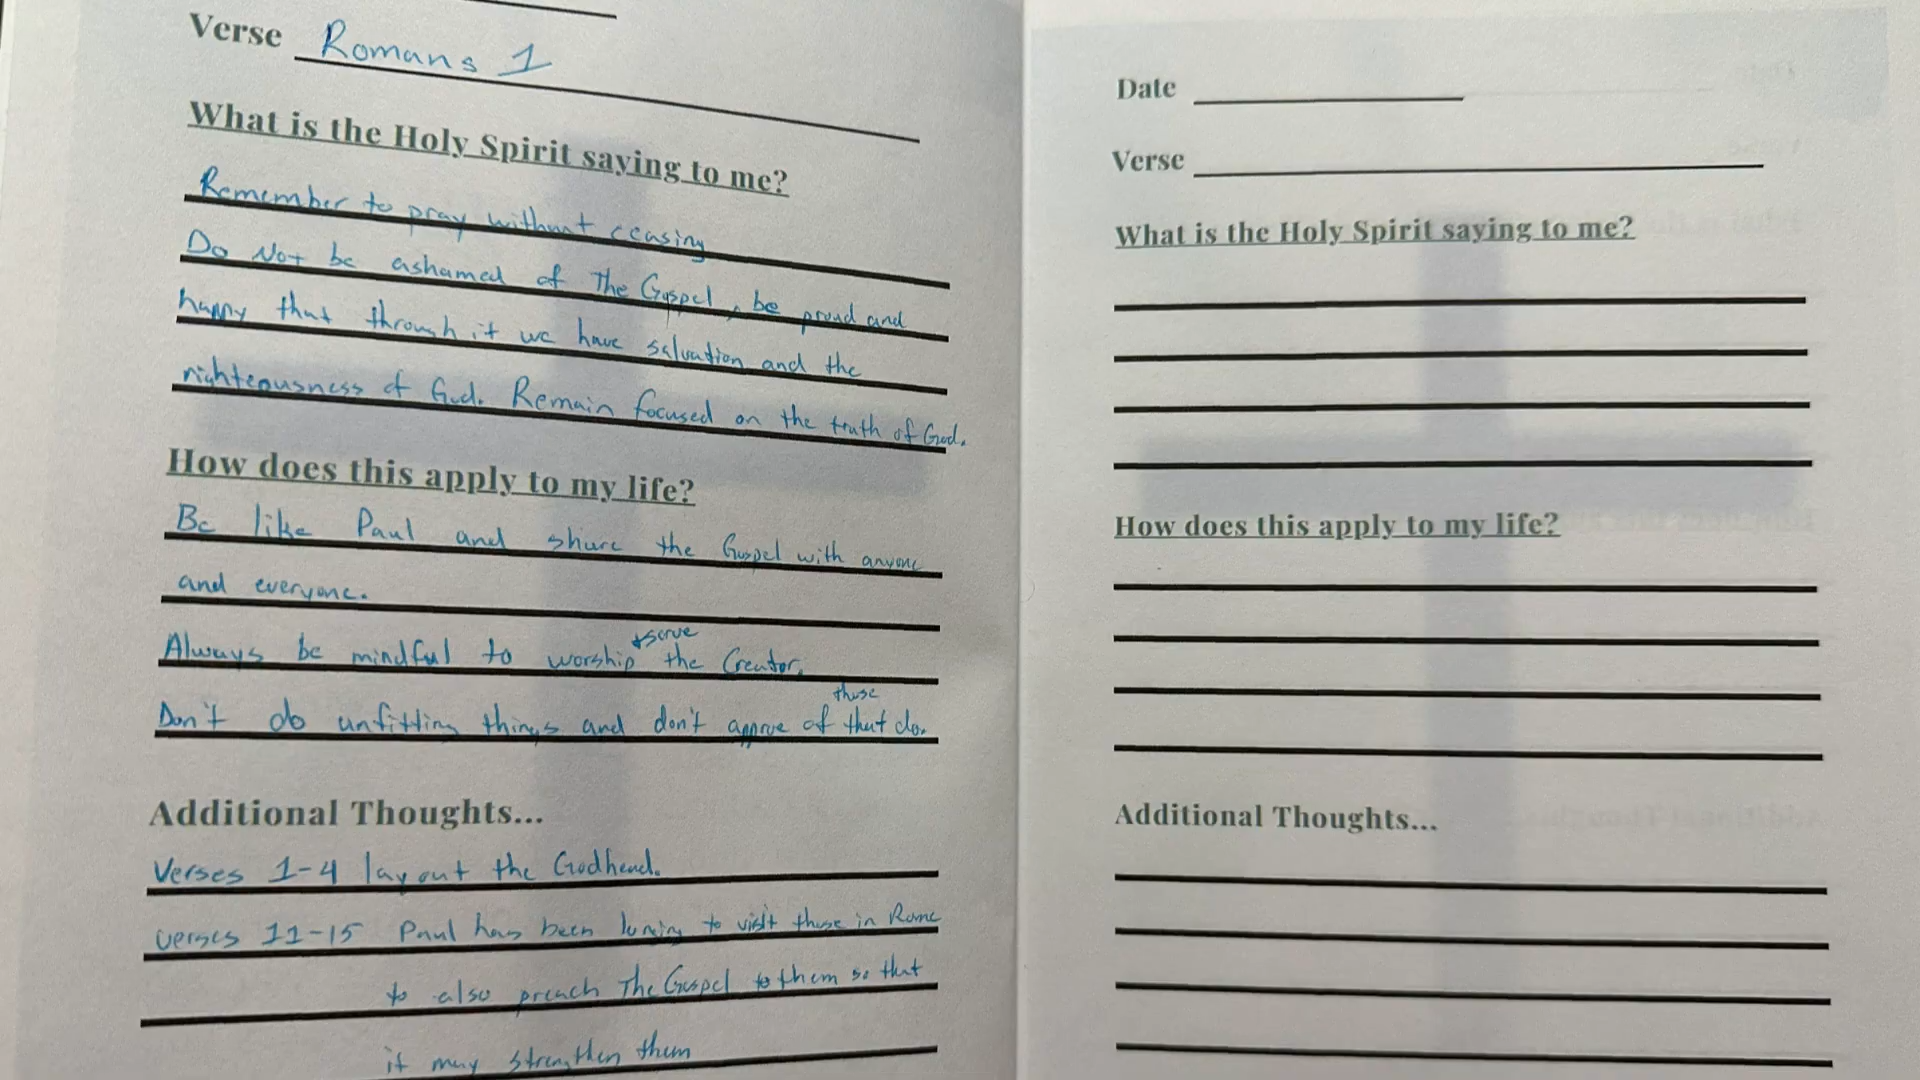 Verse Romans 1
What is the Holy Spirit saying to me?
Remember to pray without ceasing
Do Not be ashamed of The Gospel, be proud and
happy that through it we have salvation and the
righteousness of God. Remain focused on the truth of God.
How does this apply to my life?
Be like Paul and share the Gospel with anyone
and everyone.
+ serve
Always be mindful to worship the Creator.
those
Don't do unfitting things and don't approve of that do.
Additional Thoughts...
Verses 1-4 lay out the Godhead.
verses 11-15 Paul has been longing to visit those in Rome
to also preach The Gospel to them so that
it may strengthen them
Date
Verse
What is the Holy Spirit saying to me?
How does this apply to my life?
Additional Thoughts...